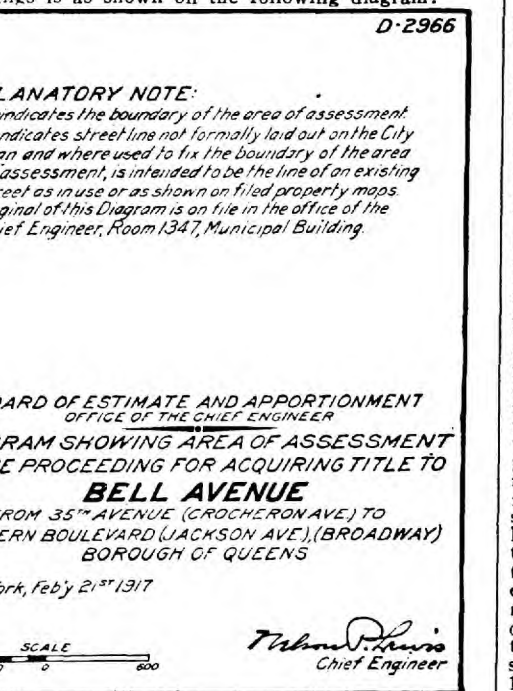 ings is as shown on the following diagram:
D-2966
LANATORY NOTE:
indicates the boundary of the area of assessment.
ndicates street line not formally laid out on the City
an and where used to fix the boundary of the area
assessment, is intended to be the line of an existing
reet as in use or as shown on filed property maps.
iginal of this Diagram is on file in the office of the
ief Engineer, Room 1347, Municipal Building.
ARD OF ESTIMATE AND APPORTIONMENT
OFFICE OF THE CHIEF ENGINEER
RAM SHOWING AREA OF ASSESSMENT
E PROCEEDING FOR ACQUIRING TITLE TO
BELL AVENUE
ROM 35TH AVENUE (CROCHERON AVE.) TO
ERN BOULEVARD (JACKSON AVE.), (BROADWAY)
BOROUGH OF QUEENS
ork, Feb'y 21ST 1917
SCALE
0 600
Nelson P. Lewis
Chief Engineer